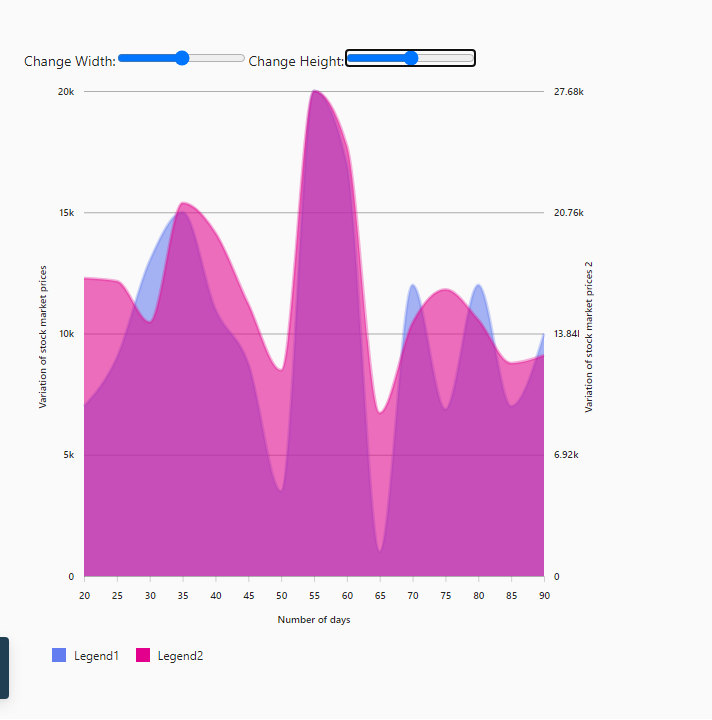 Change Width: Change Height:
20k 27.68k
15k 20.76k
10k 13.84l
5k 6.92k
0 0
Variation of stock market prices
Variation of stock market prices 2
20 25 30 35 40 45 50 55 60 65 70 75 80 85 90
Number of days
Legend1 Legend2